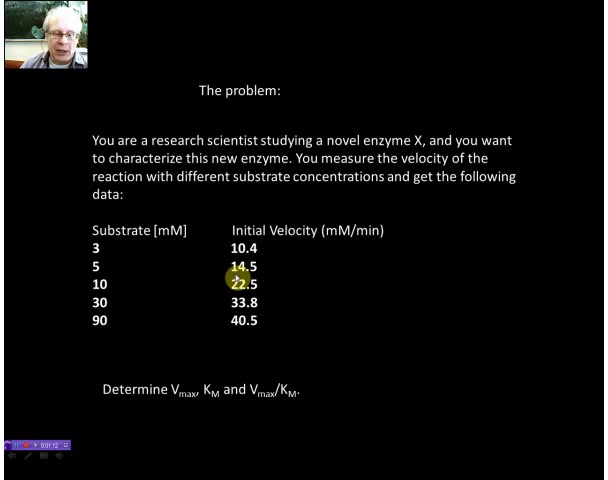 The problem:
You are a research scientist studying a novel enzyme X, and you want
to characterize this new enzyme. You measure the velocity of the
reaction with different substrate concentrations and get the following
data:
Substrate [mM] Initial Velocity (mM/min)
3 10.4
5 14.5
10 22.5
30 33.8
90 40.5
Determine Vmax, KM and Vmax/KM.
0:01:12